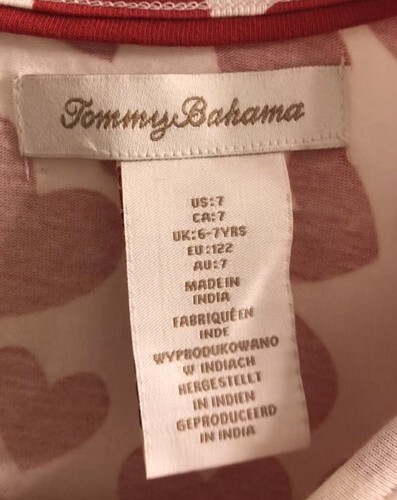 Tommy Bahama
US:7
CA:7
UK:6-7YRS
EU:122
AU:7
MADE IN
INDIA
FABRIQUÉ EN
INDE
WYPRODUKOWANO
W INDIACH
HERGESTELLT
IN INDIEN
GEPRODUCEERD
IN INDIA